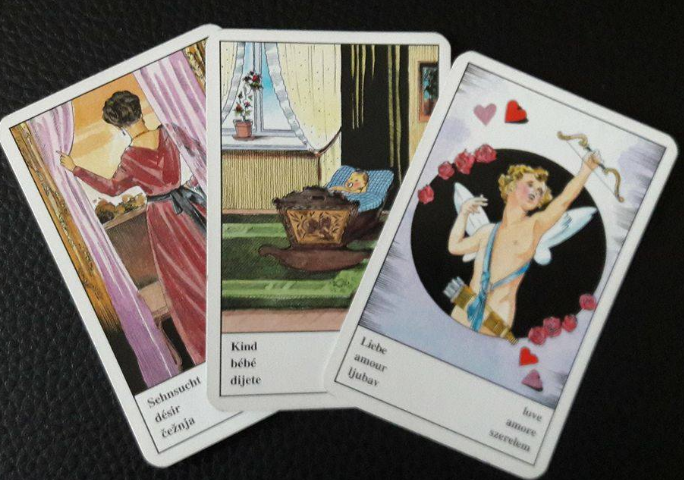 Sehnsucht
désir
čežnja
Kind
bébé
dijete
Liebe
amour
ljubav
love
amore
szerelem